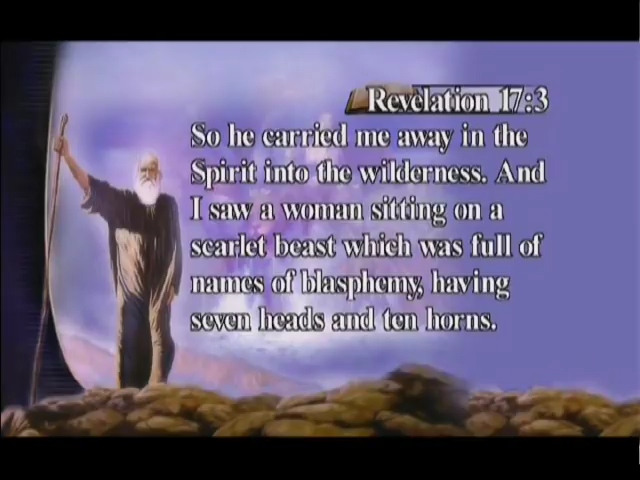 Revelation 17:3
So he carried me away in the
Spirit into the wilderness. And
I saw a woman sitting on a
scarlet beast which was full of
names of blasphemy, having
seven heads and ten horns.